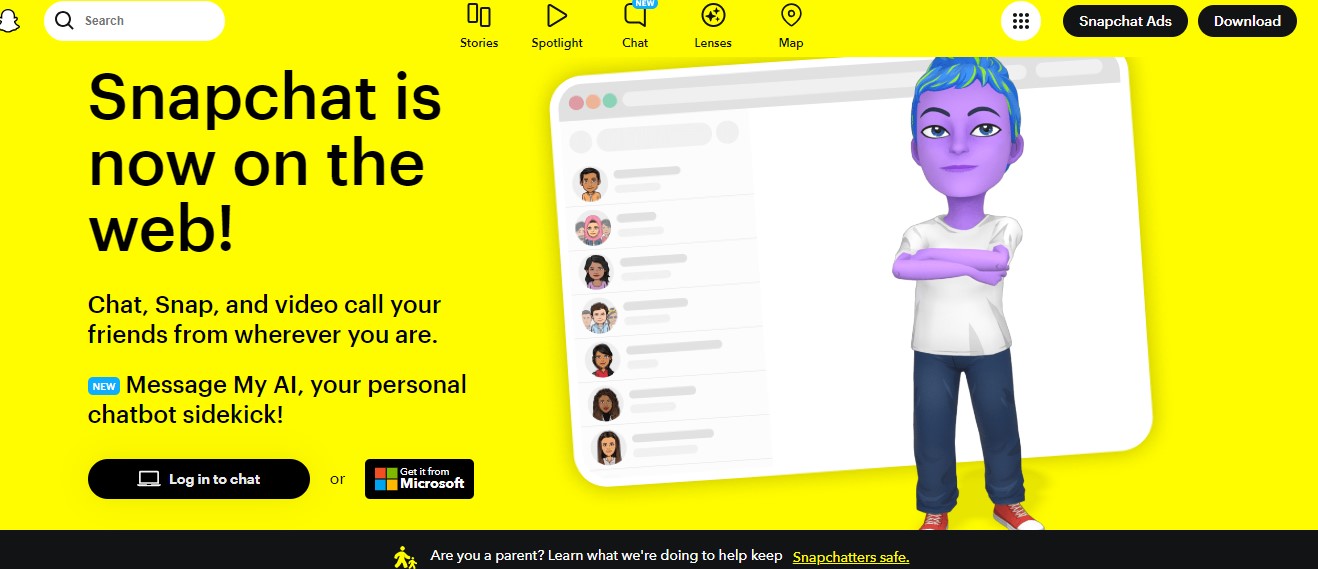 Search
Stories
Spotlight
NEW
Chat
Lenses
Map
Snapchat Ads
Download
Snapchat is
now on the
web!
Chat, Snap, and video call your
friends from wherever you are.
NEW Message My AI, your personal
chatbot sidekick!
Log in to chat
or
Get it from
Microsoft
Are you a parent? Learn what we're doing to help keep Snapchatters safe.